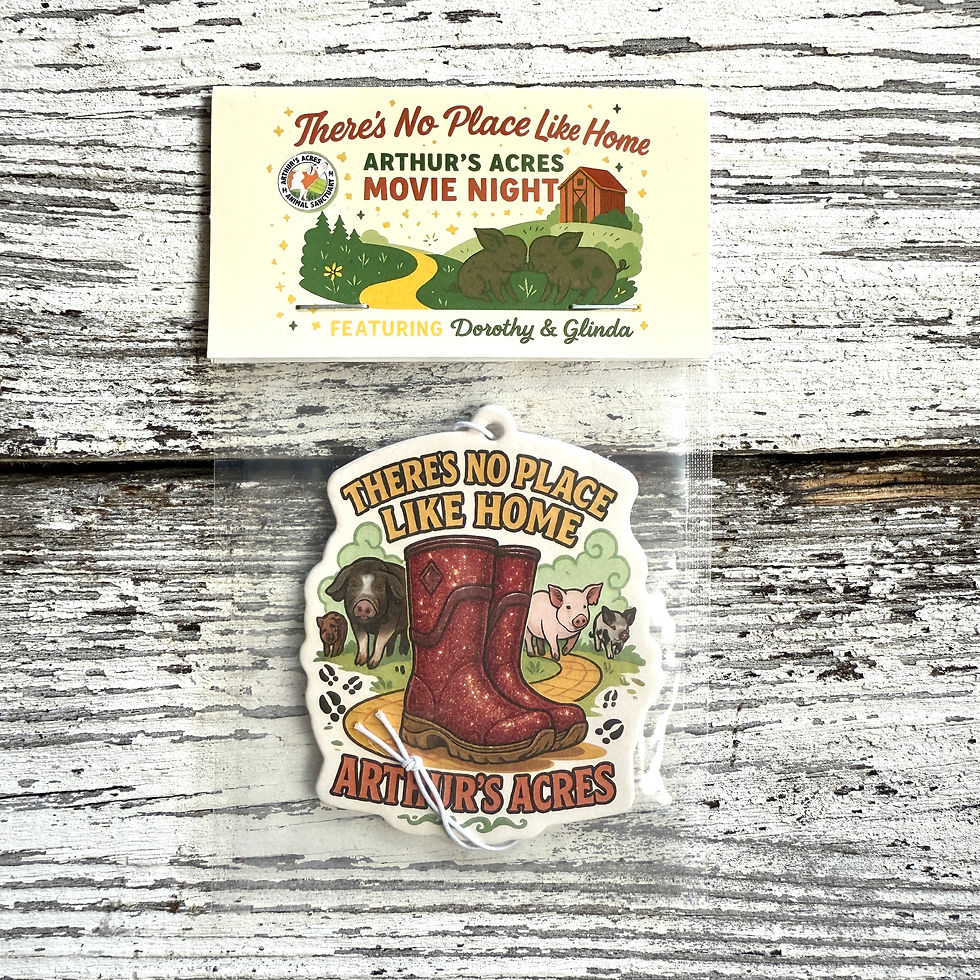 There's No Place Like Home
ARTHUR'S ACRES
ANIMAL SANCTUARY
ARTHUR'S ACRES
MOVIE NIGHT
FEATURING Dorothy & Glinda
THERE'S NO PLACE
LIKE HOME
ARTHUR'S ACRES